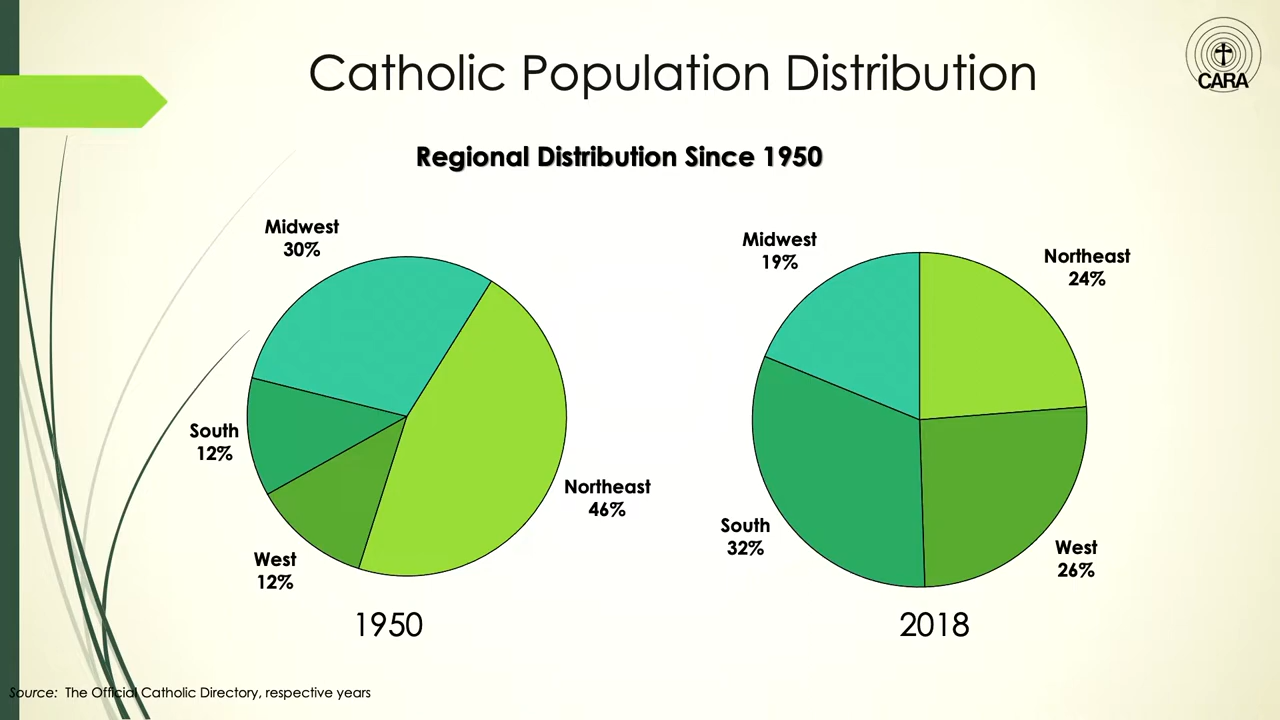 Catholic Population Distribution
CARA
Regional Distribution Since 1950
Midwest
30%
South
12%
West
12%
Northeast
46%
1950
Midwest
19%
Northeast
24%
South
32%
West
26%
2018
Source: The Official Catholic Directory, respective years